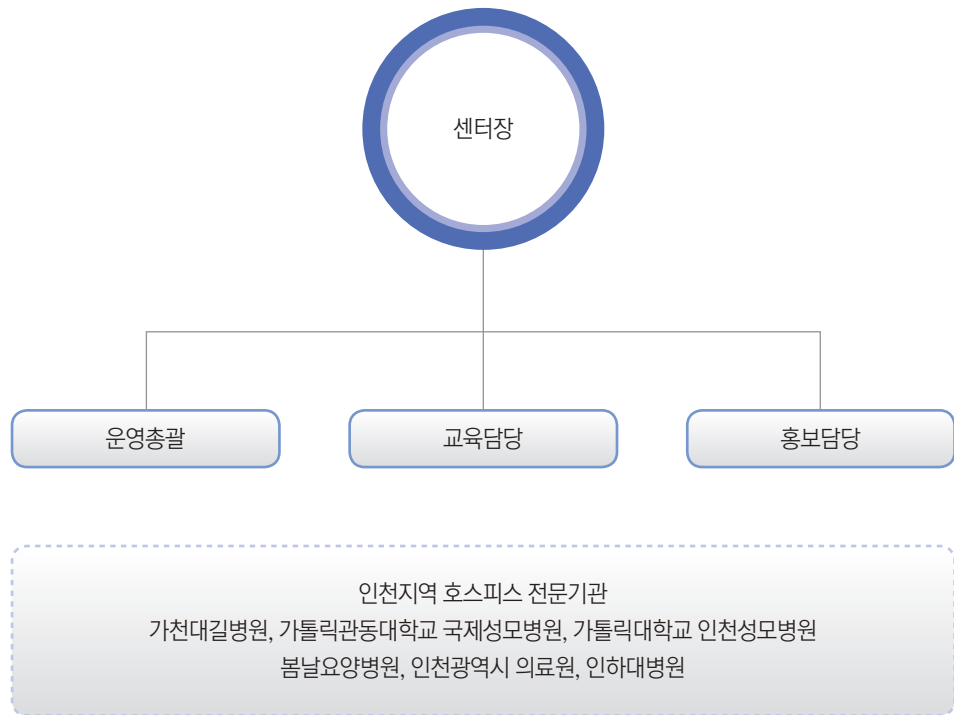 센터장
운영총괄
교육담당
홍보담당
인천지역 호스피스 전문기관
가천대길병원, 가톨릭관동대학교 국제성모병원, 가톨릭대학교 인천성모병원
봄날요양병원, 인천광역시 의료원, 인하대병원